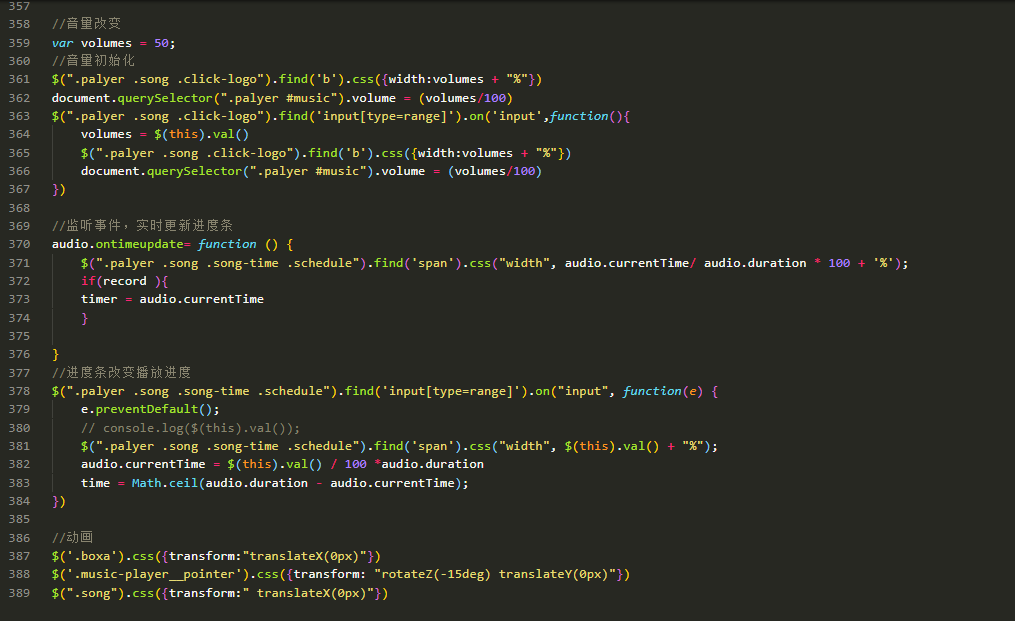 357
358 //音量改变
359 var volumes = 50;
360 //音量初始化
361 $(".palyer .song .click-logo").find('b').css({width:volumes + "%"})
362 document.querySelector(".palyer #music").volume = (volumes/100)
363 $(".palyer .song .click-logo").find('input[type=range]').on('input',function(){
364 volumes = $(this).val()
365 $(".palyer .song .click-logo").find('b').css({width:volumes + "%"})
366 document.querySelector(".palyer #music").volume = (volumes/100)
367 })
368
369 //监听事件，实时更新进度条
370 audio.ontimeupdate= function () {
371 $(".palyer .song .song-time .schedule").find('span').css("width", audio.currentTime/ audio.duration * 100 + '%');
372 if(record ){
373 timer = audio.currentTime
374 }
375
376 }
377 //进度条改变播放进度
378 $(".palyer .song .song-time .schedule").find('input[type=range]').on("input", function(e) {
379 e.preventDefault();
380 // console.log($(this).val());
381 $(".palyer .song .song-time .schedule").find('span').css("width", $(this).val() + "%");
382 audio.currentTime = $(this).val() / 100 *audio.duration
383 time = Math.ceil(audio.duration - audio.currentTime);
384 })
385
386 //动画
387 $('.boxa').css({transform:"translateX(0px)"})
388 $('.music-player__pointer').css({transform: "rotateZ(-15deg) translateY(0px)"})
389 $(".song").css({transform:" translateX(0px)"})